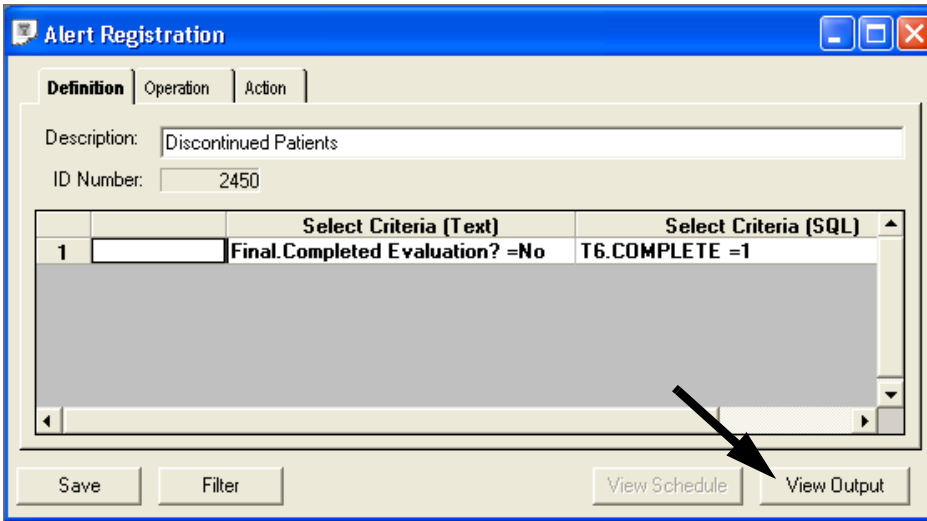 Alert Registration
Definition Operation Action
Description: Discontinued Patients
ID Number: 2450
Select Criteria (Text) Select Criteria (SQL)
1 Final.Completed Evaluation? =No T6.COMPLETE =1
Save Filter View Schedule View Output